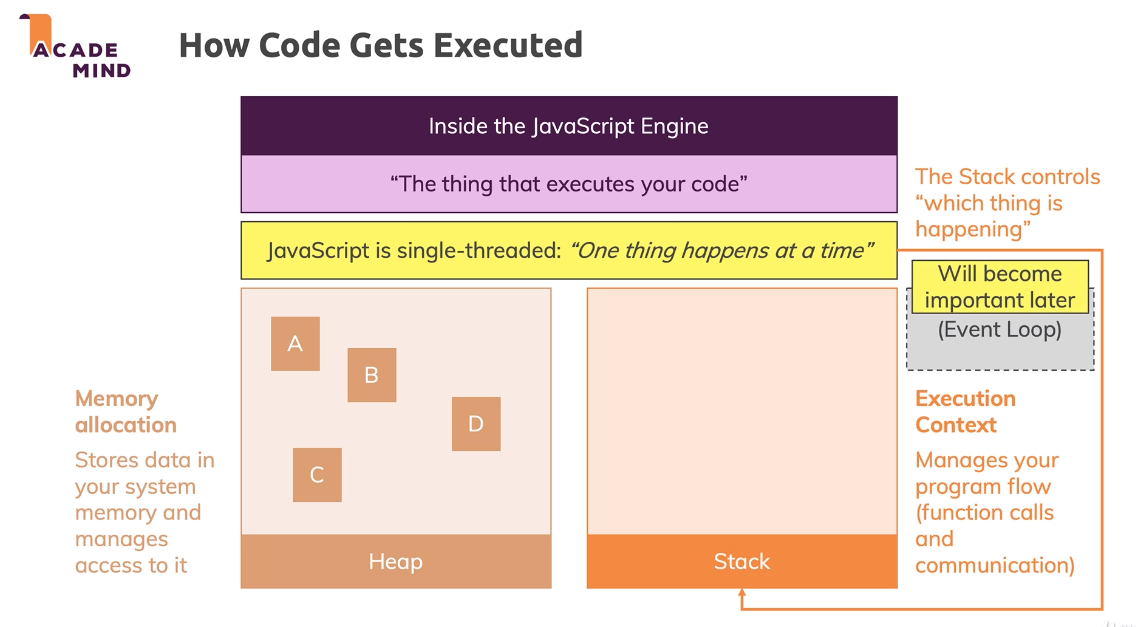 ACADE
MIND
How Code Gets Executed
Inside the JavaScript Engine
“The thing that executes your code”
JavaScript is single-threaded: “One thing happens at a time”
The Stack controls
“which thing is
happening”
Will become
important later
(Event Loop)
A
B
D
C
Memory
allocation
Stores data in
your system
memory and
manages
access to it
Heap
Stack
Execution
Context
Manages your
program flow
(function calls
and
communication)